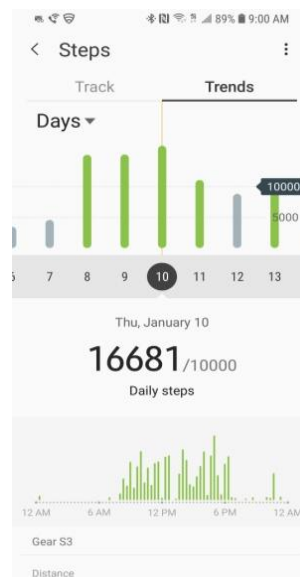 89% 9:00 AM
< Steps
Track Trends
Days
10000
5000
7 8 9 10 11 12 13
Thu, January 10
16681/10000
Daily steps
12 AM 6 AM 12 PM 6 PM 12 AM
Gear S3
Distance